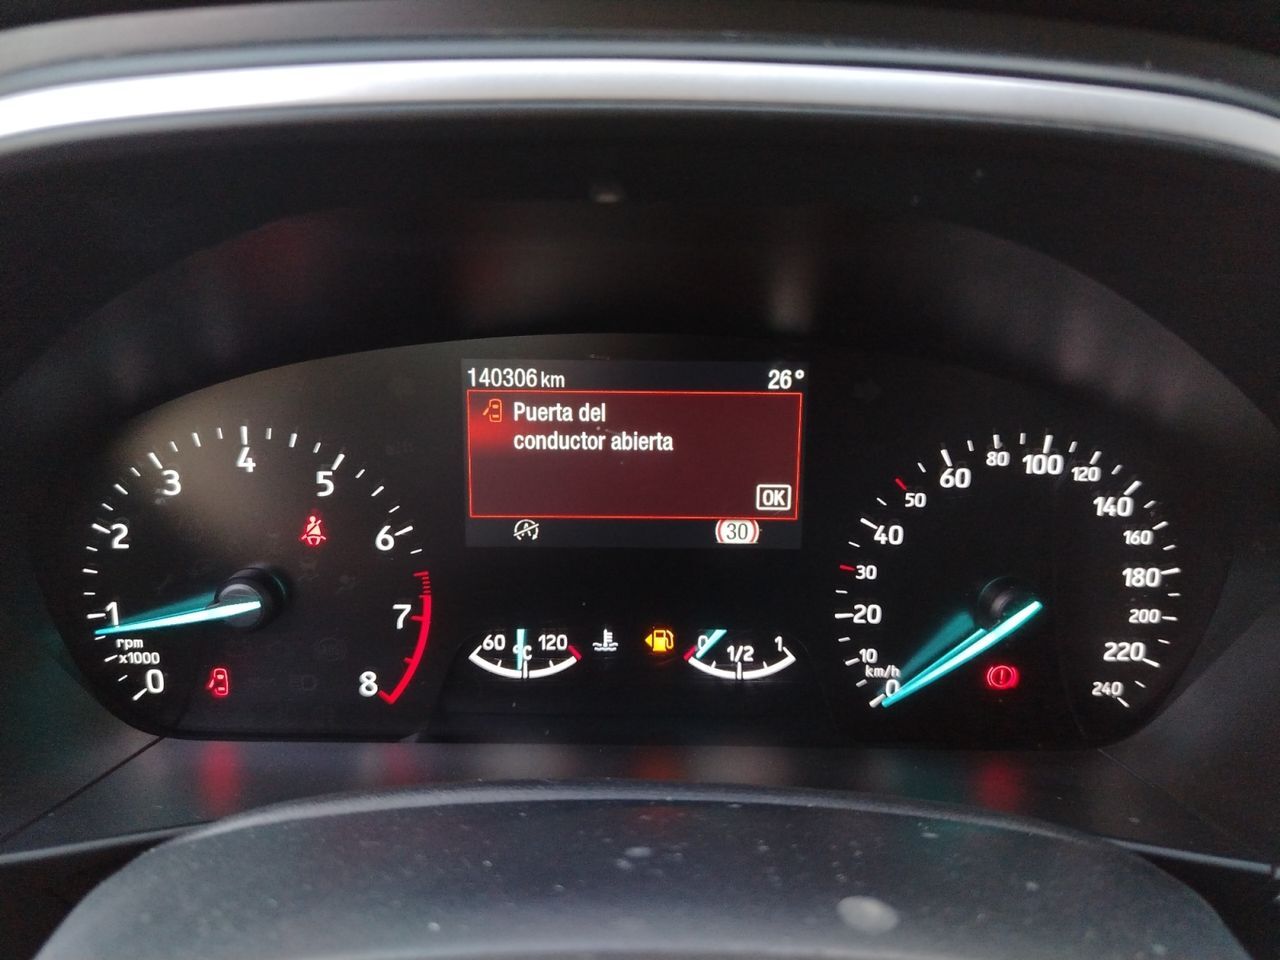 140306 km 26°
Puerta del
conductor abierta
OK
A 30
0 1 2 3 4 5 6 7 8
rpm
x1000
60 °C 120
0 1/2 1
0 10 20 30 40 50 60 80 100 120 140 160 180 200 220 240
km/h